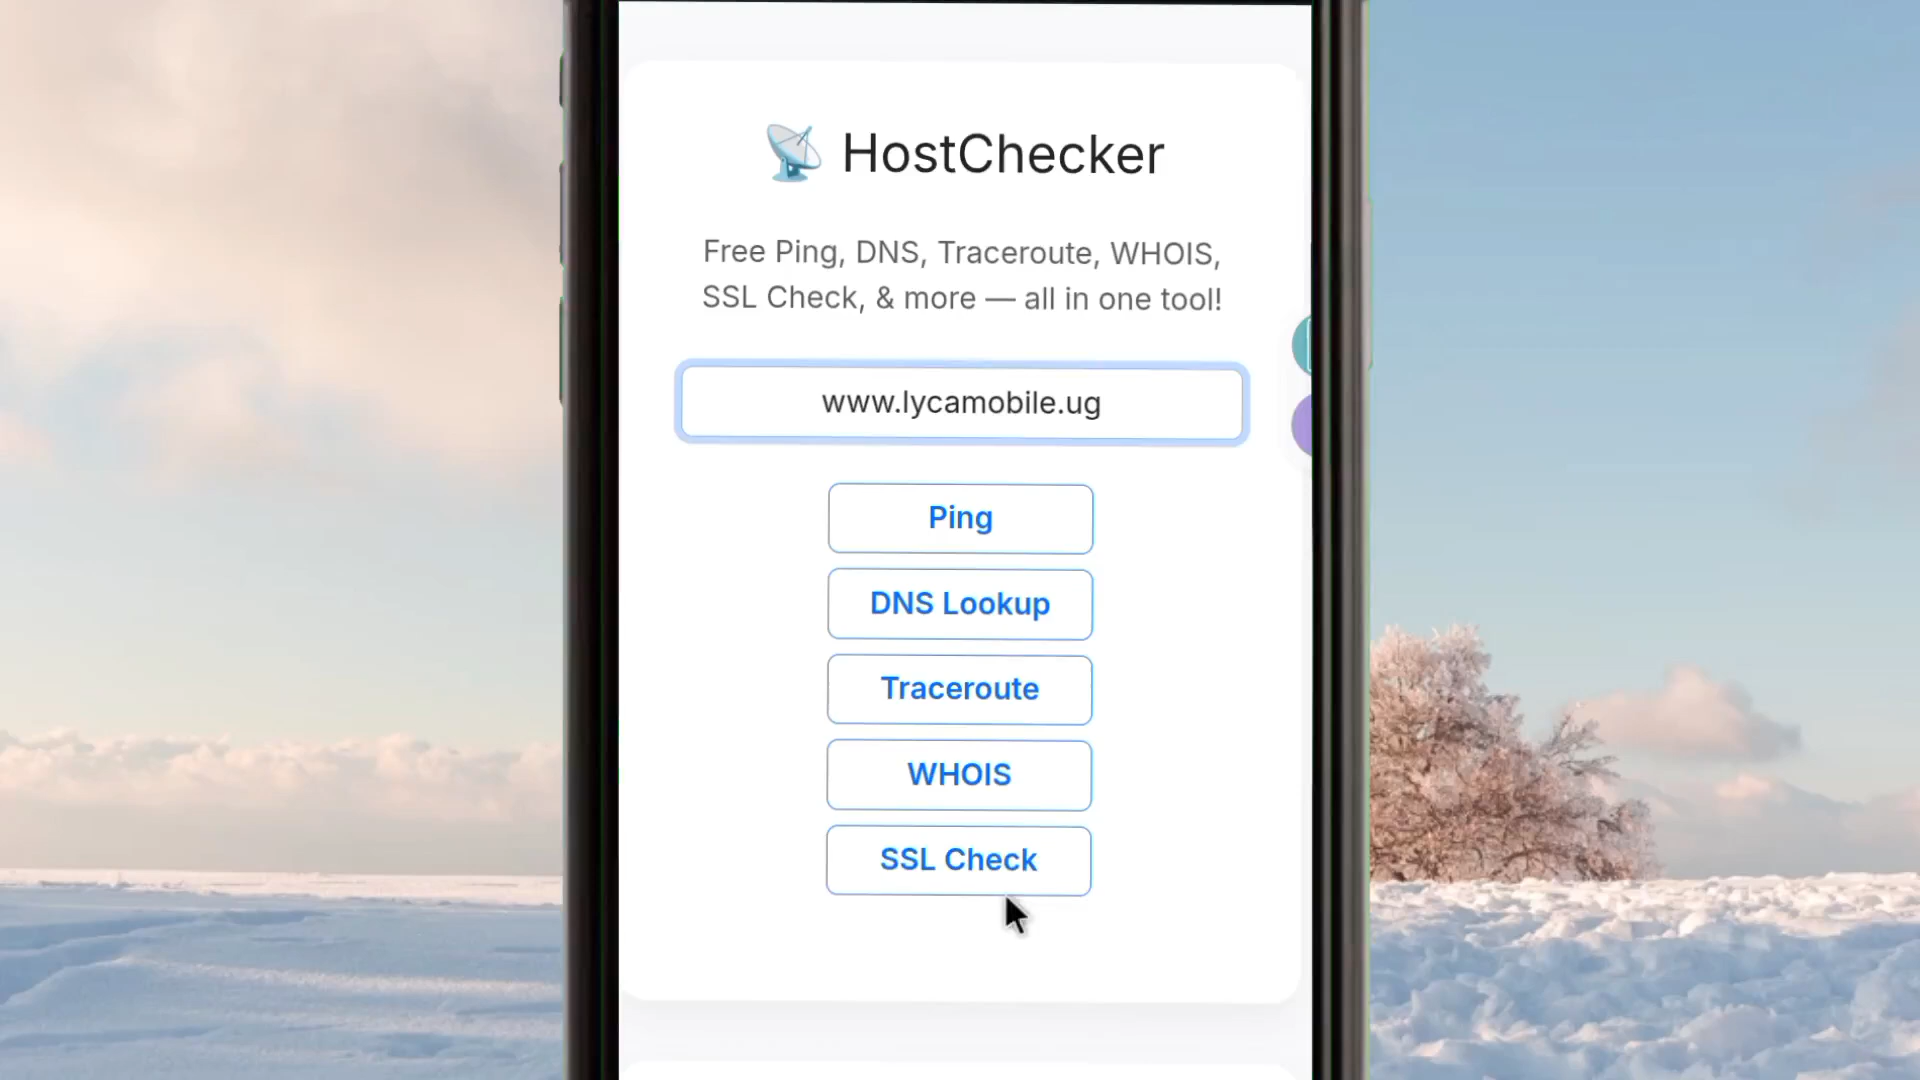 HostChecker
Free Ping, DNS, Traceroute, WHOIS,
SSL Check, & more — all in one tool!
www.lycamobile.ug
Ping
DNS Lookup
Traceroute
WHOIS
SSL Check